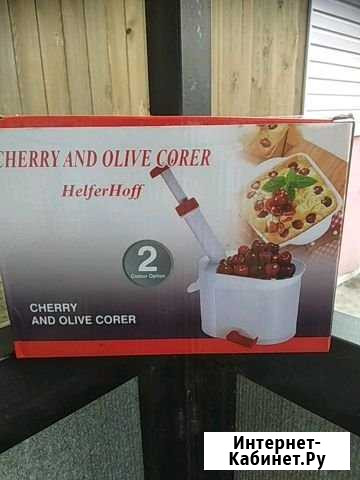 CHERRY AND OLIVE CORER
HelferHoff
2
Colour Option
CHERRY
AND OLIVE CORER
Интернет-
Кабинет.Ру